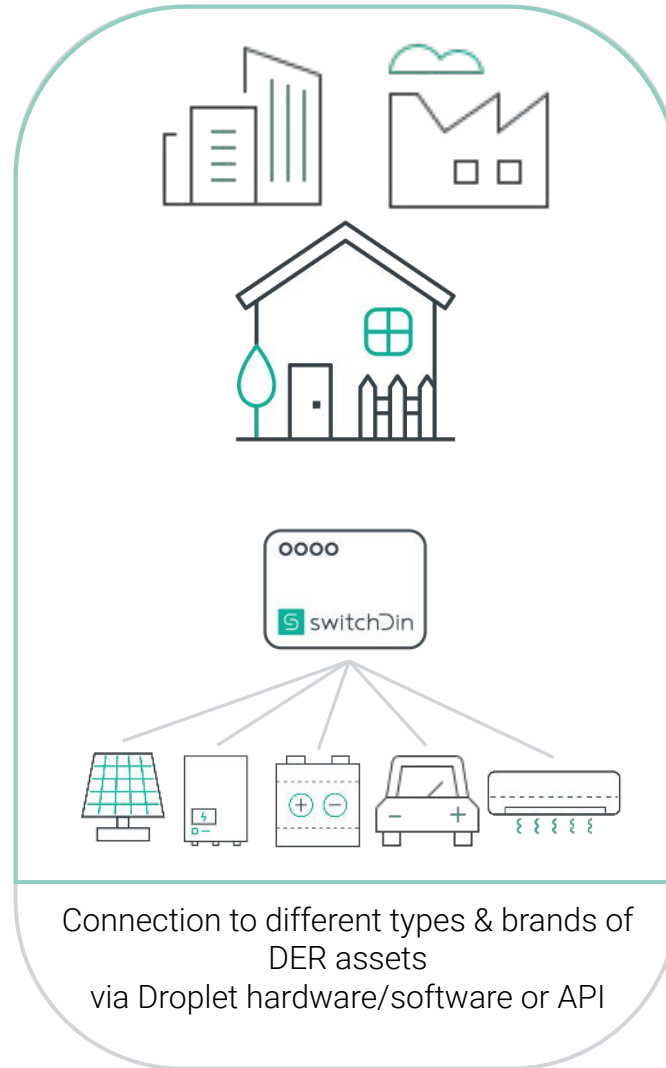 switchDin
Connection to different types & brands of
DER assets
via Droplet hardware/software or API